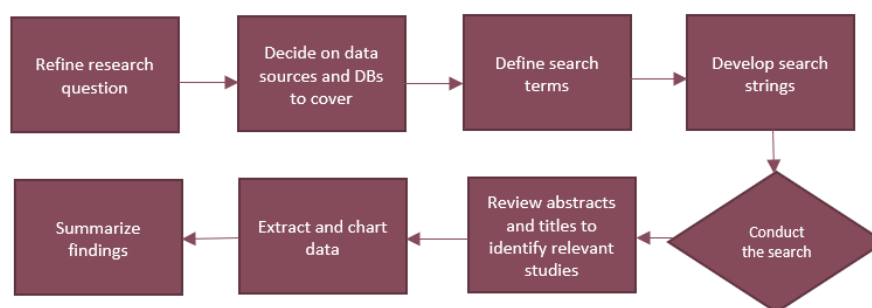 Refine research
question
Decide on data
sources and DBs
to cover
Define search
terms
Develop search
strings
Conduct
the search
Review abstracts
and titles to
identify relevant
studies
Extract and chart
data
Summarize
findings